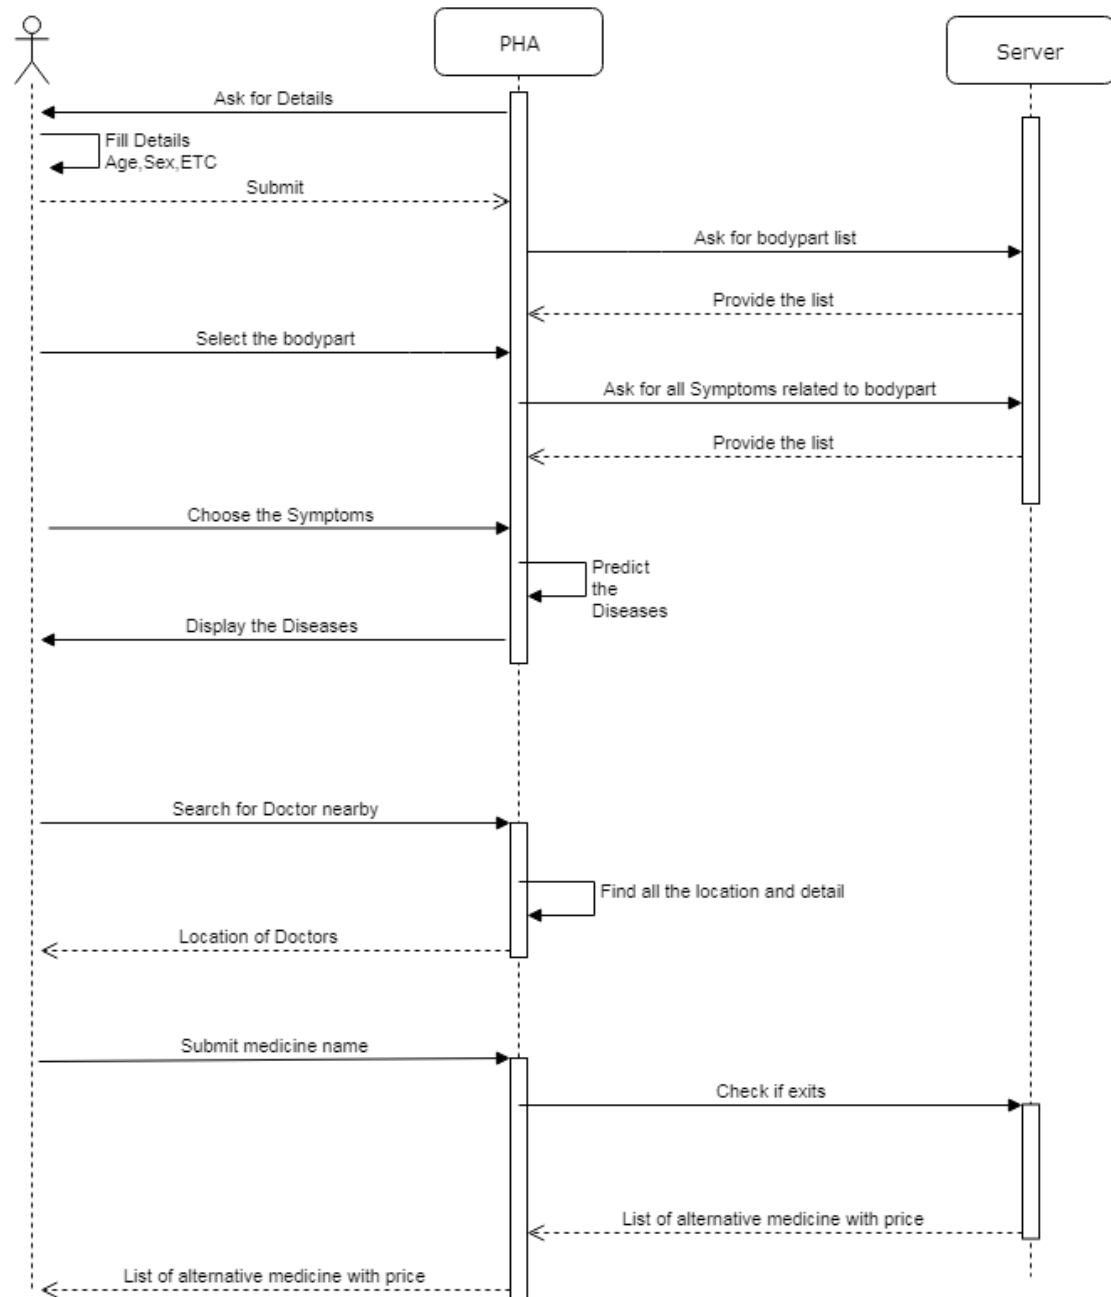 PHA
Server
Ask for Details
Fill Details
Age,Sex,ETC
Submit
Ask for bodypart list
Provide the list
Select the bodypart
Ask for all Symptoms related to bodypart
Provide the list
Choose the Symptoms
Predict
the
Diseases
Display the Diseases
Search for Doctor nearby
Find all the location and detail
Location of Doctors
Submit medicine name
Check if exits
List of alternative medicine with price
List of alternative medicine with price